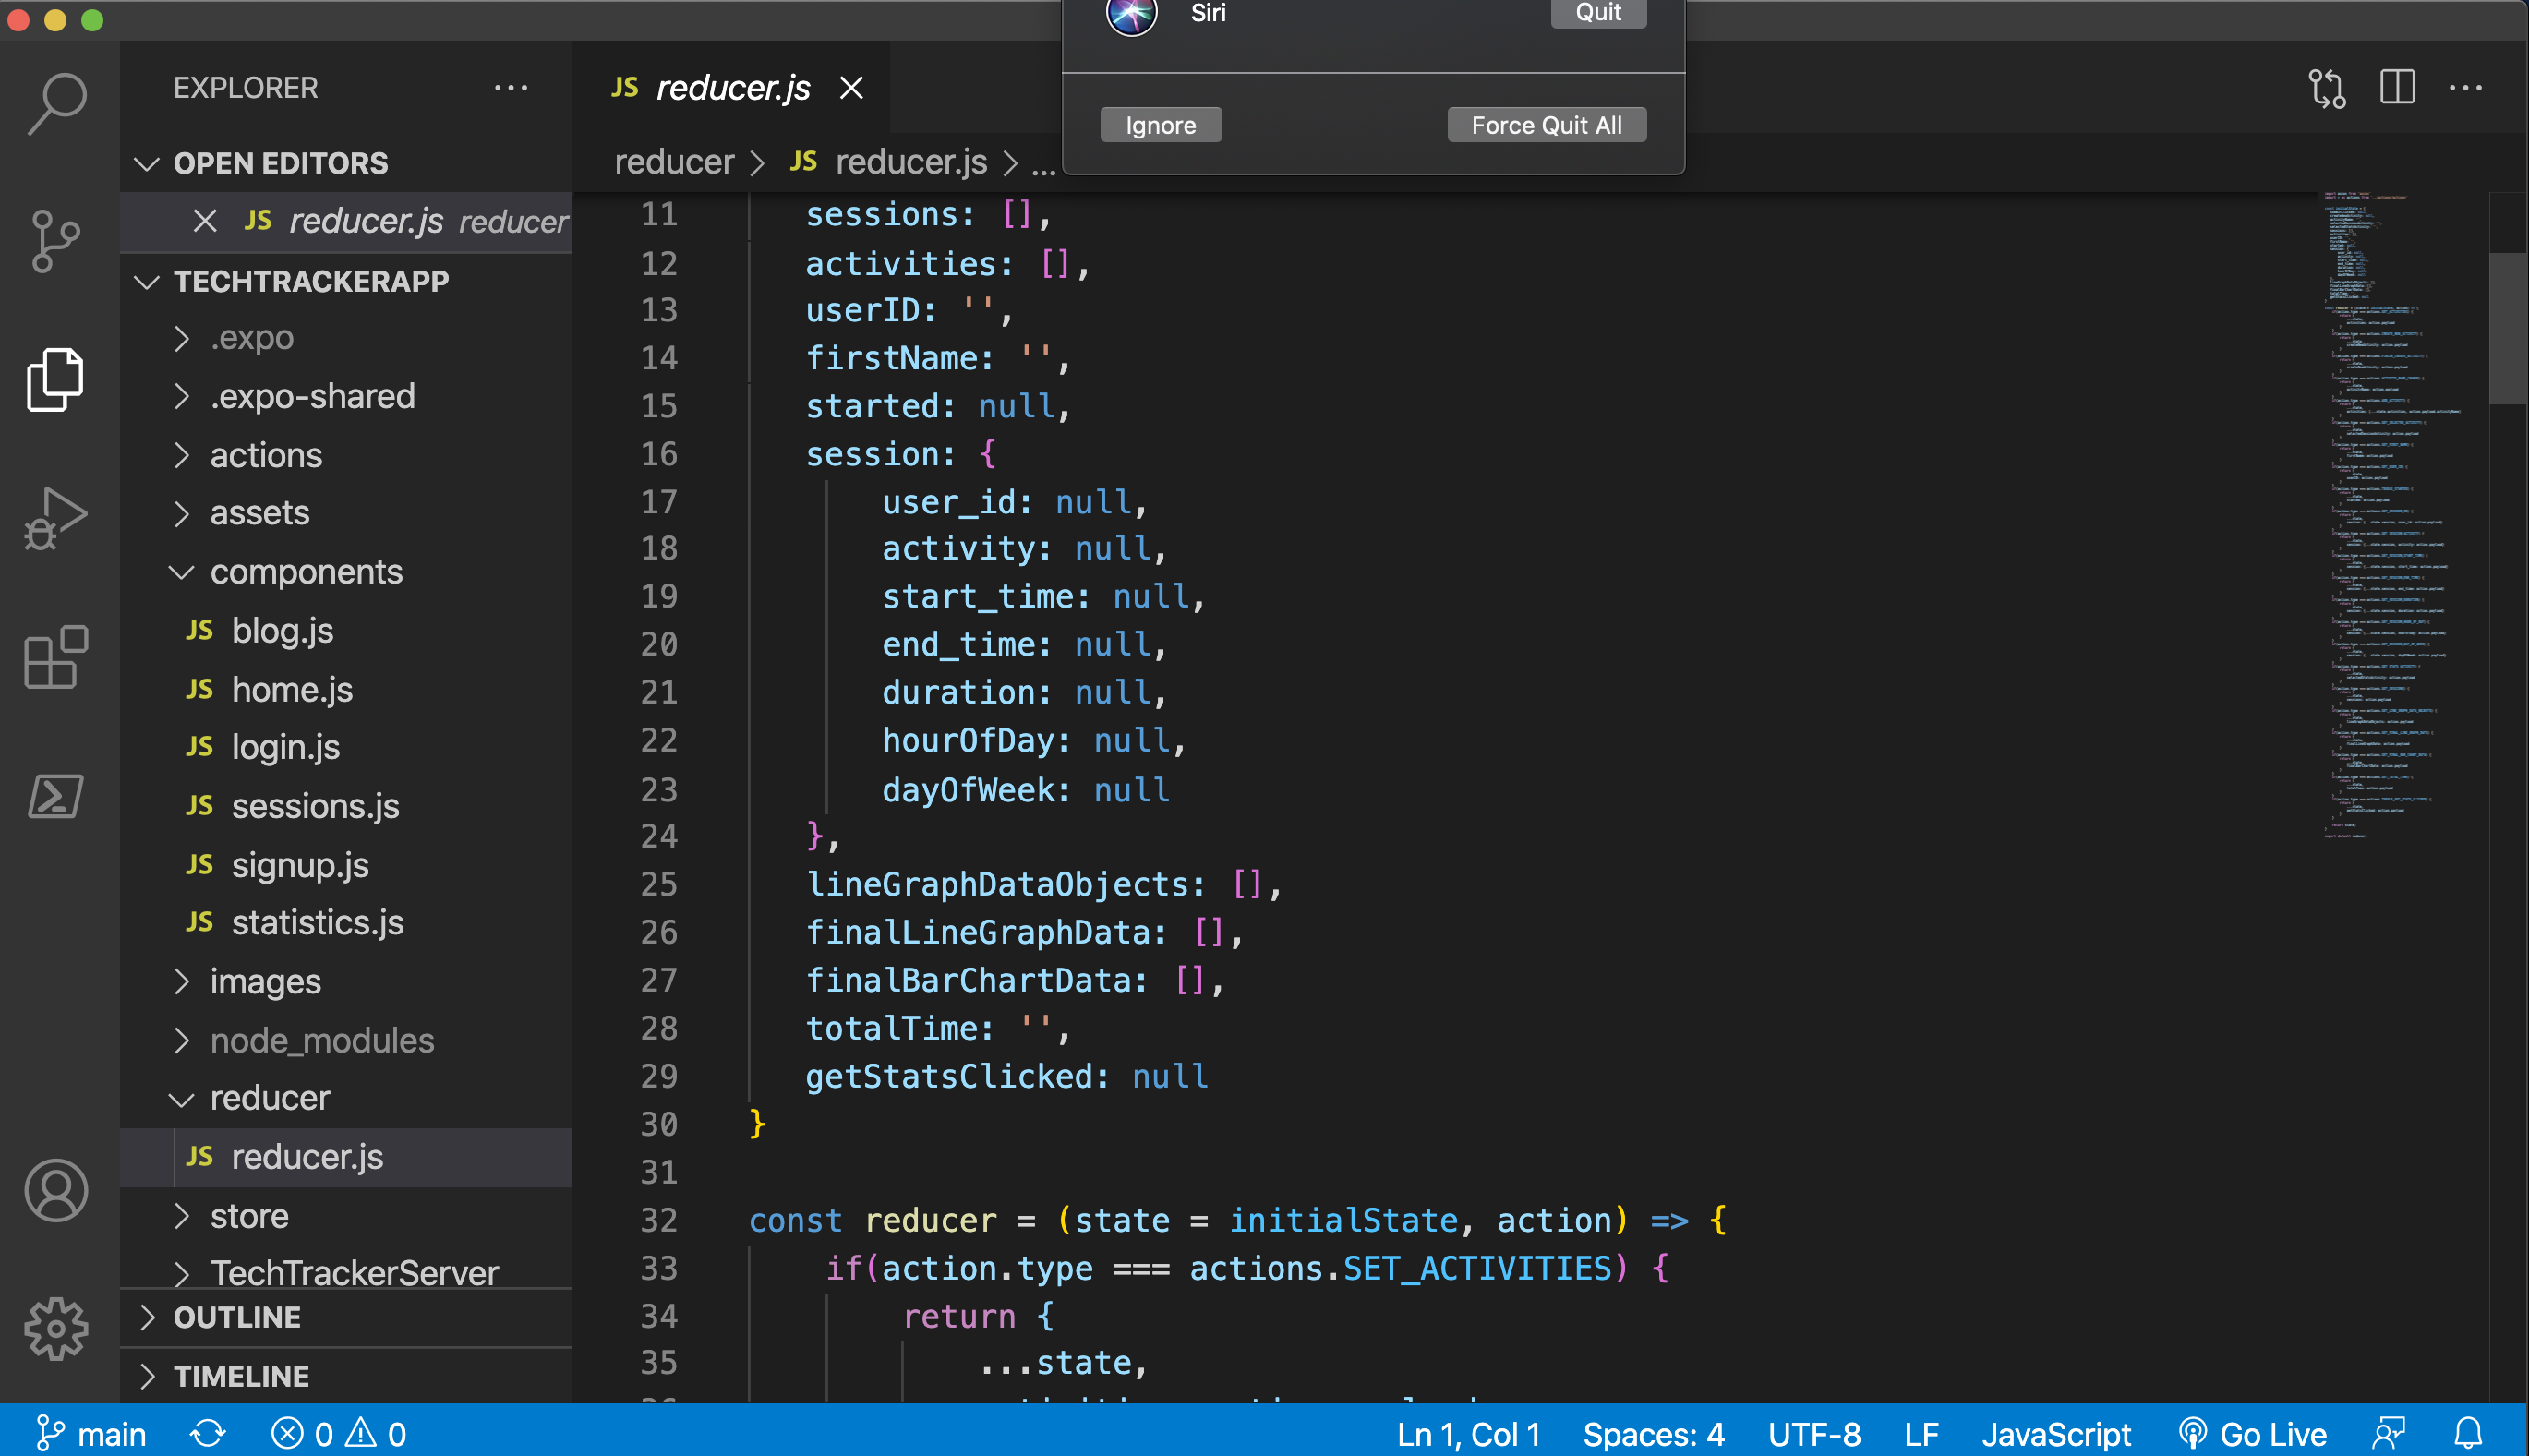 Siri Quit
Ignore Force Quit All
EXPLORER
OPEN EDITORS
JS reducer.js reducer
TECHTRACKERAPP
.expo
.expo-shared
actions
assets
components
JS blog.js
JS home.js
JS login.js
JS sessions.js
JS signup.js
JS statistics.js
images
node_modules
reducer
JS reducer.js
store
TechTrackerServer
OUTLINE
TIMELINE
JS reducer.js
reducer > JS reducer.js > ...
11 sessions: [],
12 activities: [],
13 userID: '',
14 firstName: '',
15 started: null,
16 session: {
17 user_id: null,
18 activity: null,
19 start_time: null,
20 end_time: null,
21 duration: null,
22 hourOfDay: null,
23 dayOfWeek: null
24 },
25 lineGraphDataObjects: [],
26 finalLineGraphData: [],
27 finalBarChartData: [],
28 totalTime: '',
29 getStatsClicked: null
30 }
31
32 const reducer = (state = initialState, action) => {
33 if(action.type === actions.SET_ACTIVITIES) {
34 return {
35 ...state,
main 0 0 Ln 1, Col 1 Spaces: 4 UTF-8 LF JavaScript Go Live